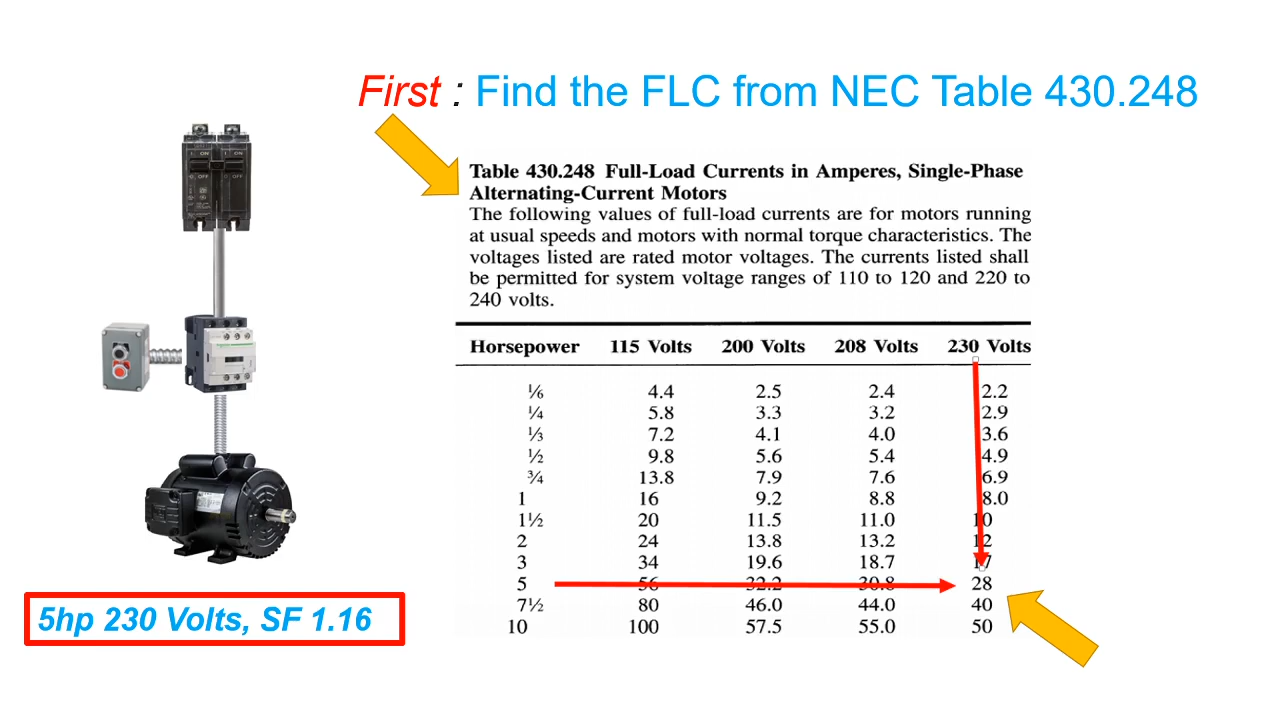 First : Find the FLC from NEC Table 430.248
Table 430.248 Full-Load Currents in Amperes, Single-Phase
Alternating-Current Motors
The following values of full-load currents are for motors running
at usual speeds and motors with normal torque characteristics. The
voltages listed are rated motor voltages. The currents listed shall
be permitted for system voltage ranges of 110 to 120 and 220 to
240 volts.
Horsepower 115 Volts 200 Volts 208 Volts 230 Volts
⅙ 4.4 2.5 2.4 2.2
¼ 5.8 3.3 3.2 2.9
⅓ 7.2 4.1 4.0 3.6
½ 9.8 5.6 5.4 4.9
¾ 13.8 7.9 7.6 6.9
1 16 9.2 8.8 8.0
1½ 20 11.5 11.0 10
2 24 13.8 13.2 12
3 34 19.6 18.7 17
5 56 32.2 30.8 28
7½ 80 46.0 44.0 40
10 100 57.5 55.0 50
I ON I ON
OFF OFF
5hp 230 Volts, SF 1.16